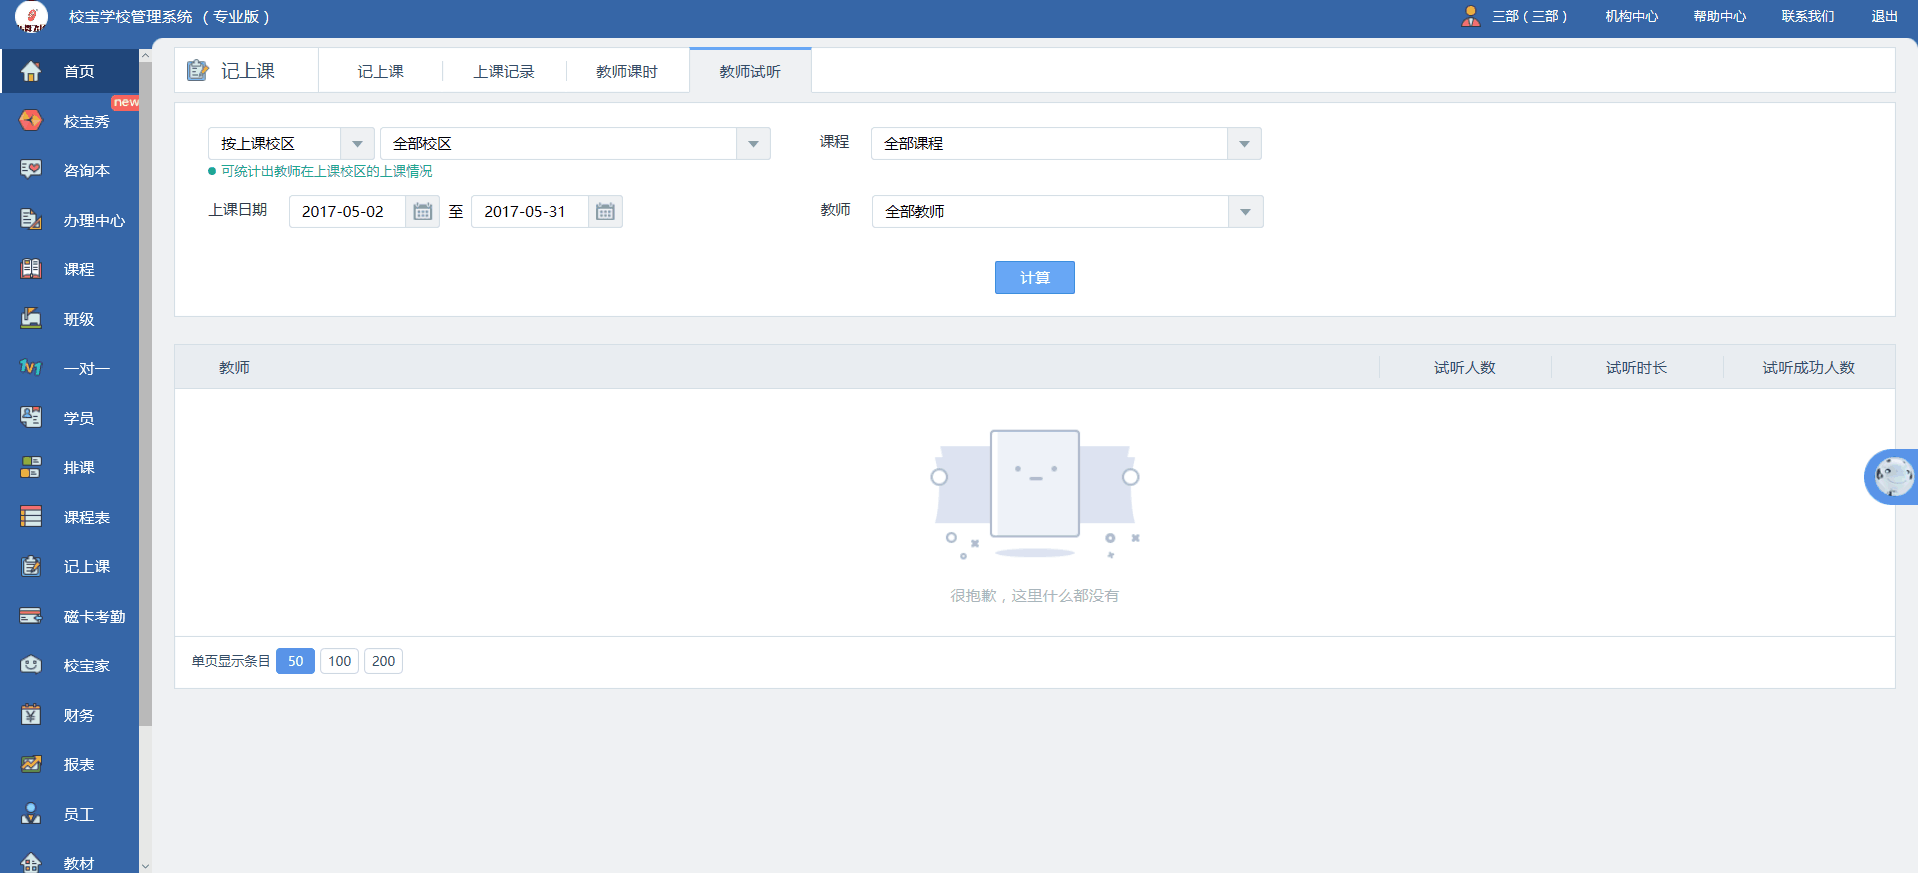 校宝学校管理系统 （ 专业版 ）
三部 ( 三部 )
机构中心
帮助中心
联系我们
退出
首页
new
校宝秀
咨询本
办理中心
课程
班级
一对一
学员
排课
课程表
记上课
磁卡考勤
校宝家
财务
报表
员工
教材
记上课
记上课
上课记录
教师课时
教师试听
按上课校区
全部校区
课程
全部课程
可统计出教师在上课校区的上课情况
上课日期
2017-05-02
至
2017-05-31
教师
全部教师
计算
教师
试听人数
试听时长
试听成功人数
很抱歉，这里什么都没有
单页显示条目
50
100
200